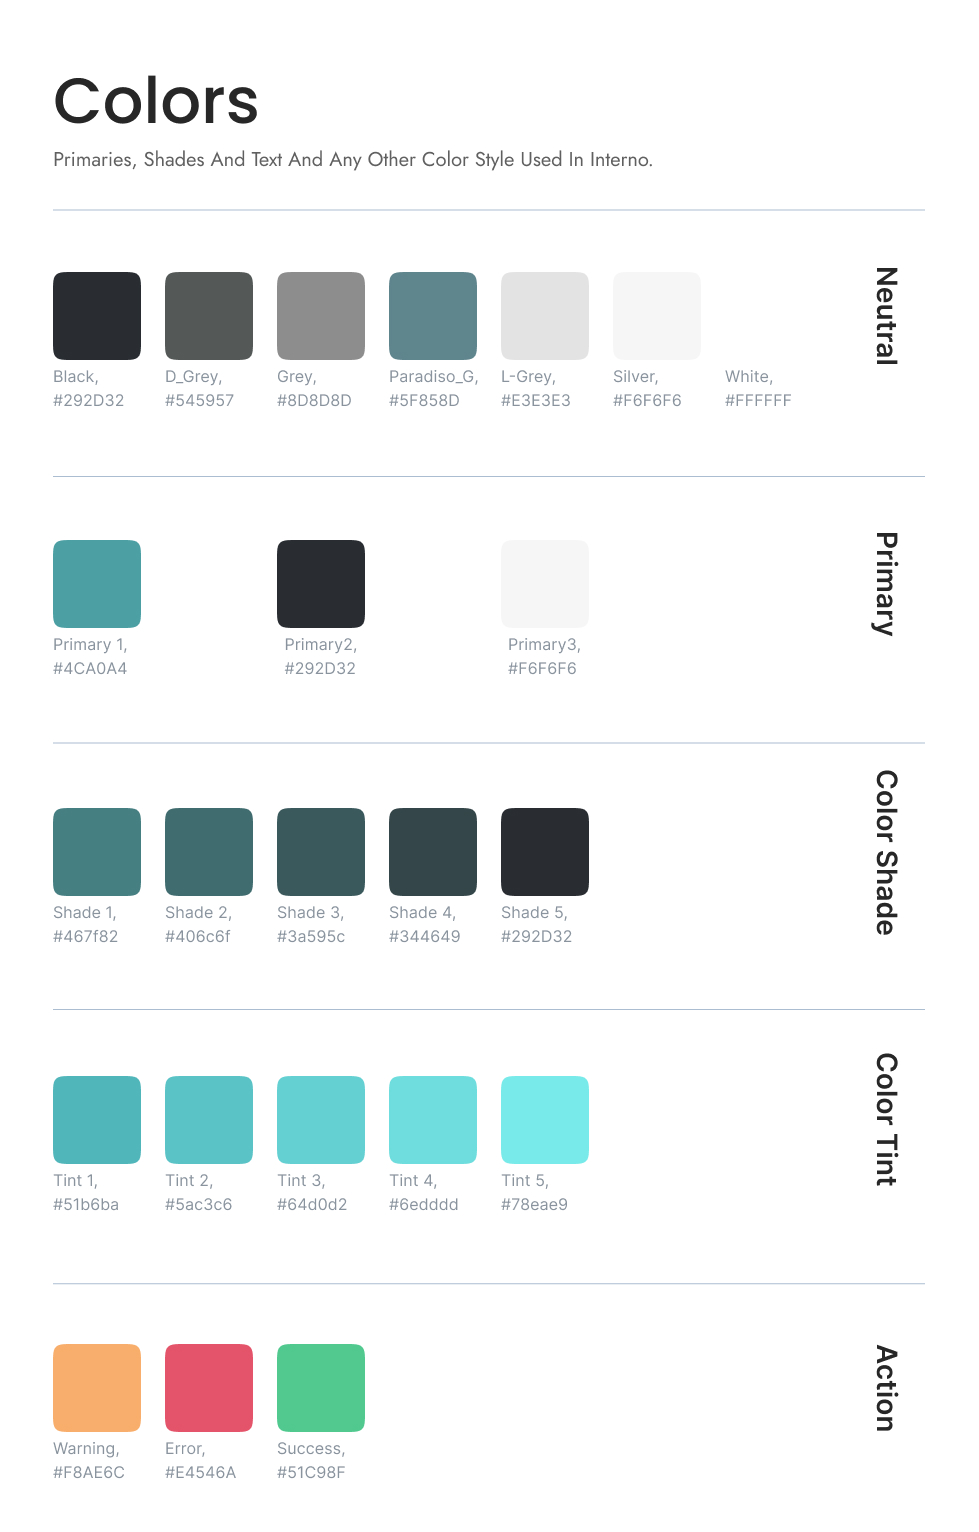 Colors
Primaries, Shades And Text And Any Other Color Style Used In Interno.
Neutral
Black,
#292D32
D_Grey,
#545957
Grey,
#8D8D8D
Paradiso_G,
#5F858D
L-Grey,
#E3E3E3
Silver,
#F6F6F6
White,
#FFFFFF
Primary
Primary 1,
#4CA0A4
Primary2,
#292D32
Primary3,
#F6F6F6
Color Shade
Shade 1,
#467f82
Shade 2,
#406c6f
Shade 3,
#3a595c
Shade 4,
#344649
Shade 5,
#292D32
Color Tint
Tint 1,
#51b6ba
Tint 2,
#5ac3c6
Tint 3,
#64d0d2
Tint 4,
#6edddd
Tint 5,
#78eae9
Action
Warning,
#F8AE6C
Error,
#E4546A
Success,
#51C98F